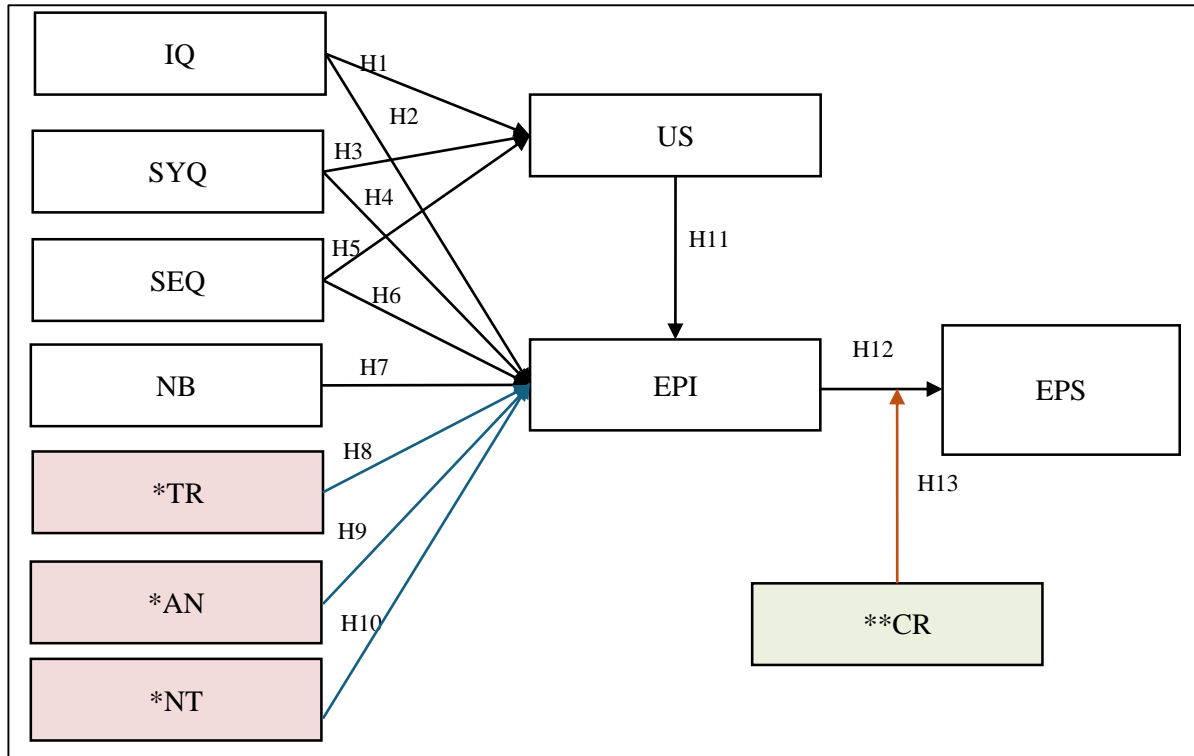 IQ
H1
H2
US
SYQ
H3
H4
H5
H11
SEQ
H6
NB
H7
EPI
H12
EPS
*TR
H8
H13
H9
*AN
H10
**CR
*NT